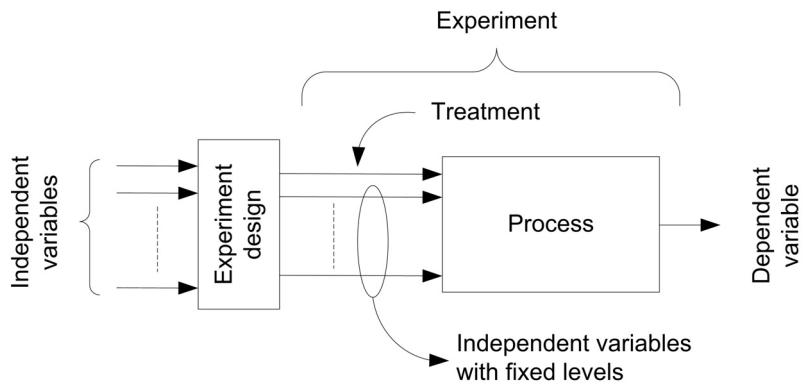 Experiment
Treatment
Independent
variables
Experiment
design
Process
Dependent
variable
Independent variables
with fixed levels